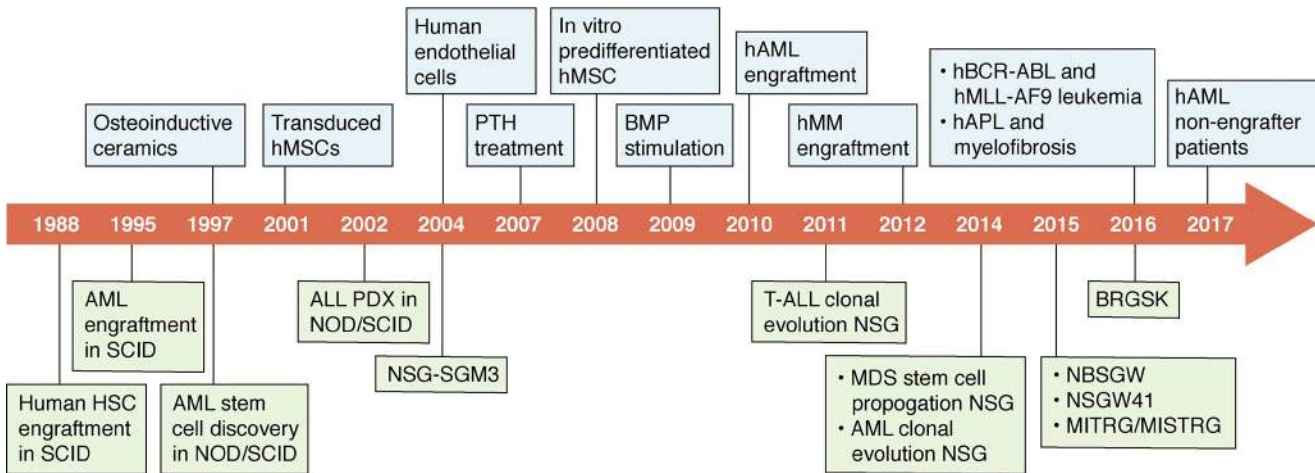 Human
endothelial
cells
In vitro
predifferentiated
hMSC
hAML
engraftment
• hBCR-ABL and
hMLL-AF9 leukemia
• hAPL and
myelofibrosis
hAML
non-engrafter
patients
Osteoinductive
ceramics
Transduced
hMSCs
PTH
treatment
BMP
stimulation
hMM
engraftment
1988 1995 1997 2001 2002 2004 2007 2008 2009 2010 2011 2012 2014 2015 2016 2017
AML
engraftment
in SCID
ALL PDX in
NOD/SCID
T-ALL clonal
evolution NSG
BRGSK
NSG-SGM3
Human HSC
engraftment
in SCID
AML stem
cell discovery
in NOD/SCID
• MDS stem cell
propogation NSG
• AML clonal
evolution NSG
• NBSGW
• NSGW41
• MITRG/MISTRG